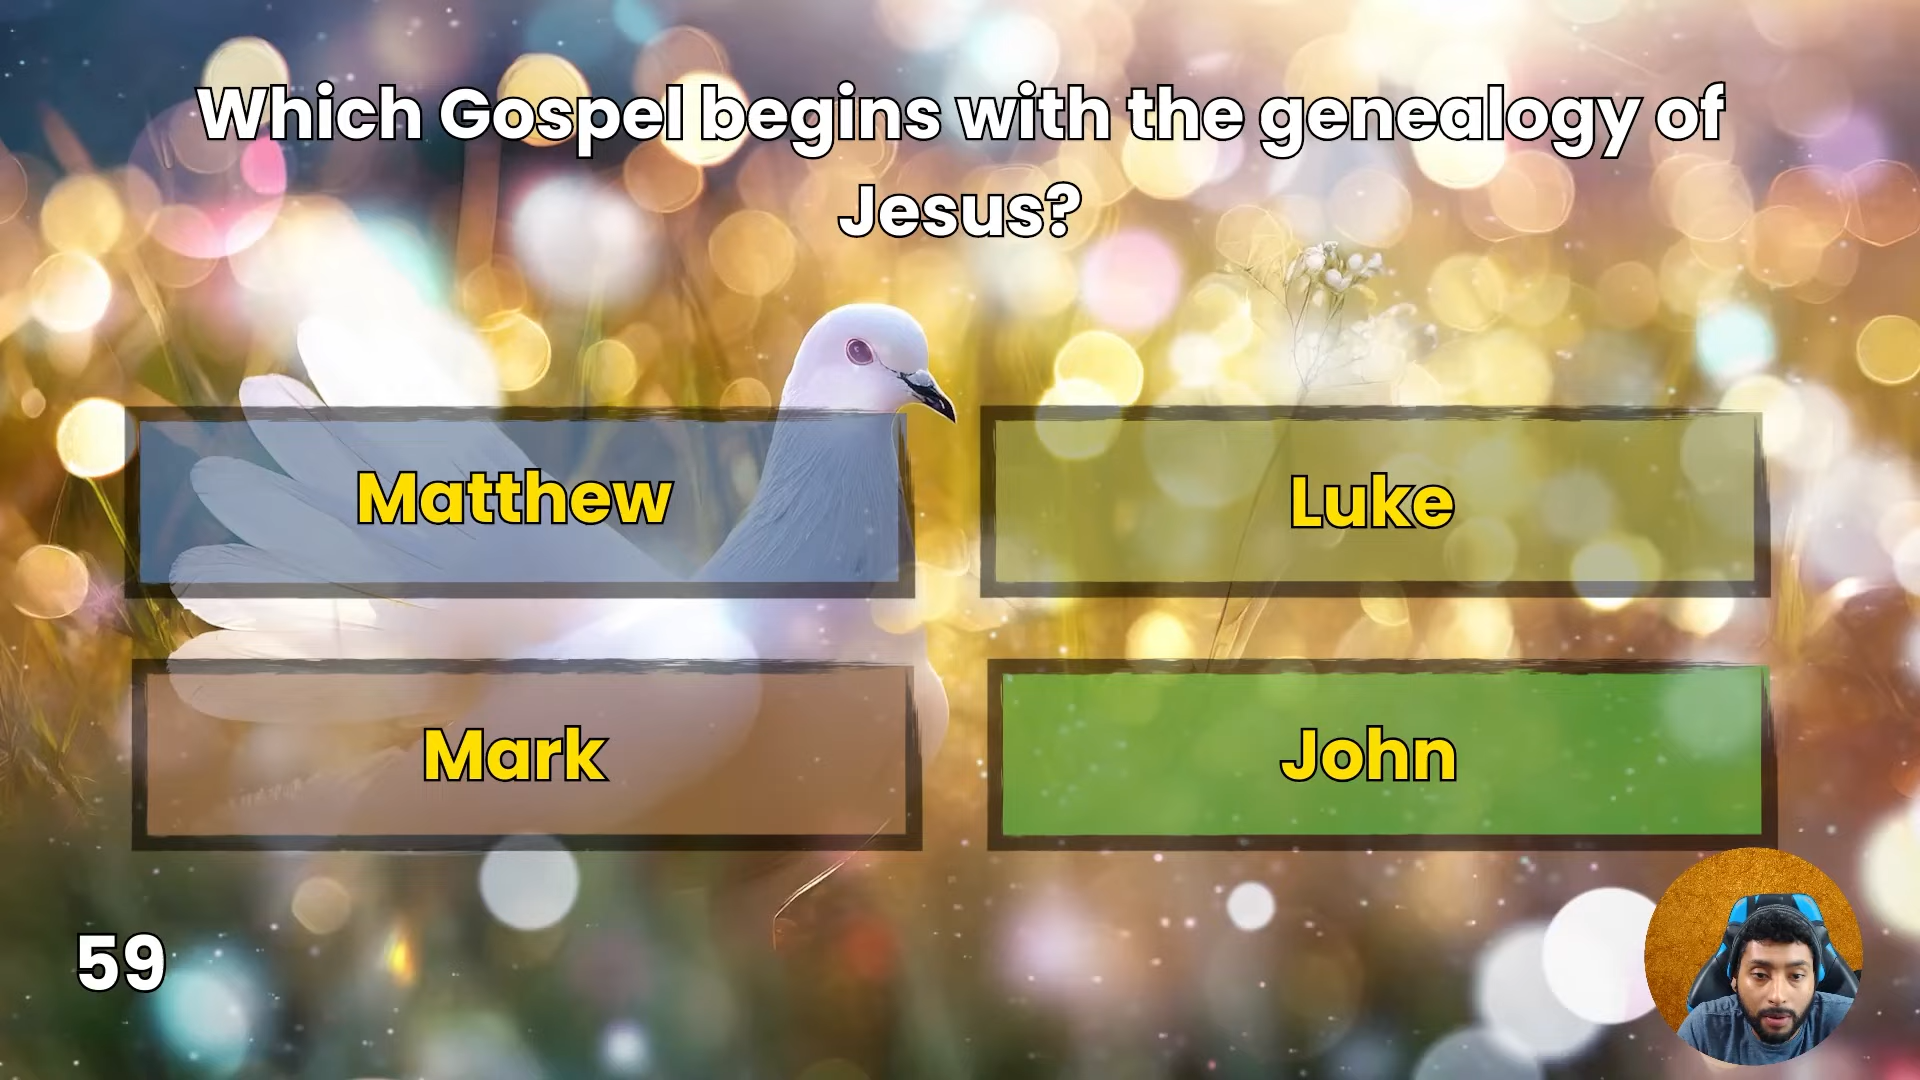 Which Gospel begins with the genealogy of
Jesus?
Matthew
Luke
Mark
John
59